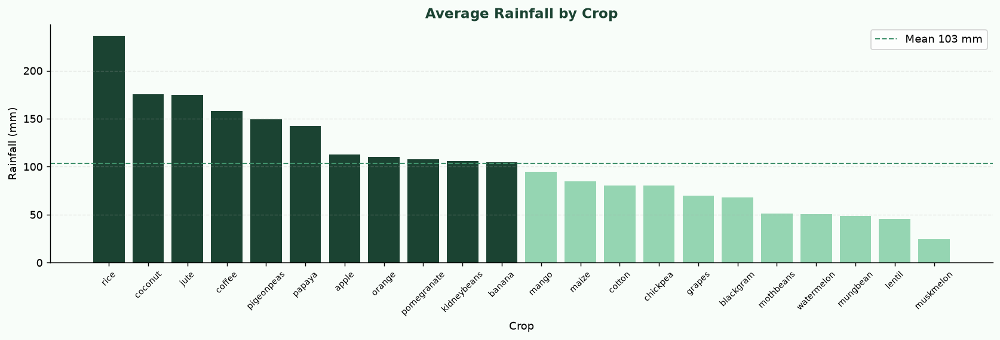 Average Rainfall by Crop
Mean 103 mm
Rainfall (mm)
200
150
100
50
0
rice
coconut
jute
coffee
pigeonpeas
papaya
apple
orange
pomegranate
kidneybeans
banana
mango
maize
cotton
chickpea
grapes
blackgram
mothbeans
watermelon
mungbean
lentil
muskmelon
Crop